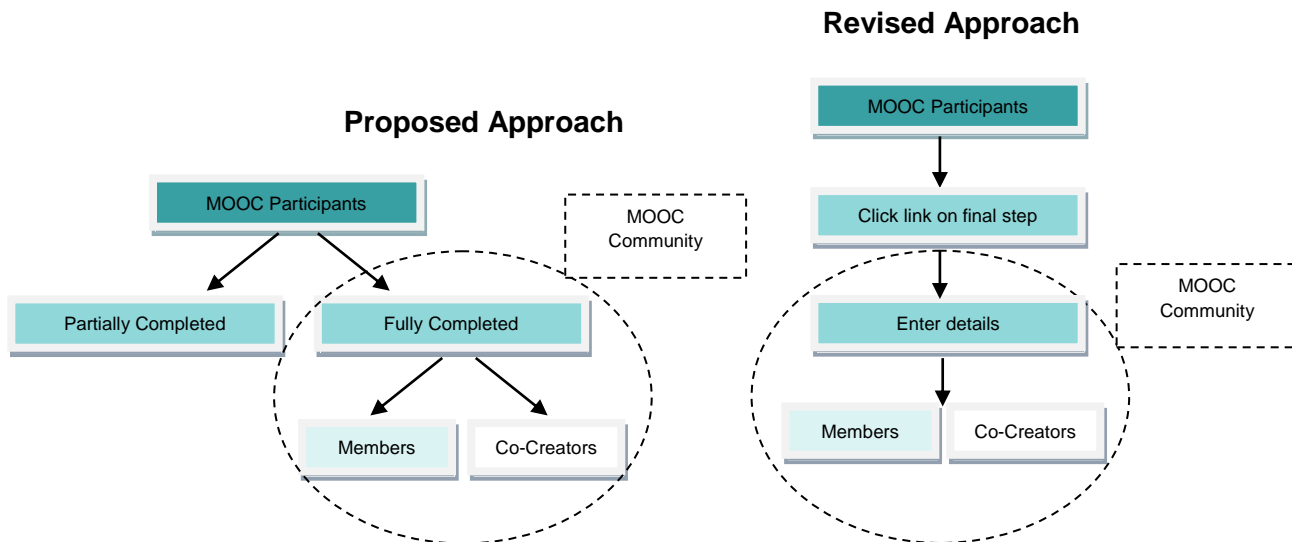 Proposed Approach
MOOC Participants
MOOC
Community
Partially Completed
Fully Completed
Members
Co-Creators
Revised Approach
MOOC Participants
Click link on final step
MOOC
Community
Enter details
Members
Co-Creators